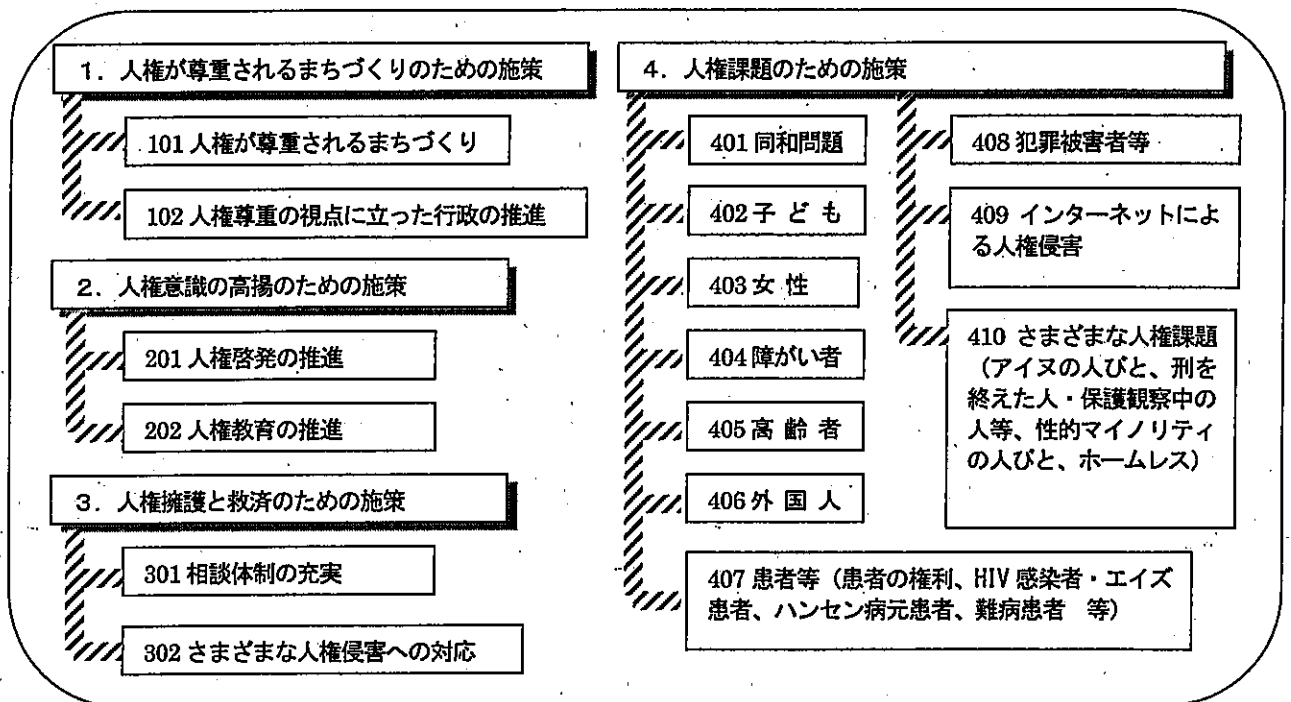 1．人権が尊重されるまちづくりのための施策
101 人権が尊重されるまちづくり
102 人権尊重の視点に立った行政の推進
2．人権意識の高揚のための施策
201 人権啓発の推進
202 人権教育の推進
3．人権擁護と救済のための施策
301 相談体制の充実
302 さまざまな人権侵害への対応
4．人権課題のための施策
401 同和問題
402 子 ど も
403 女 性
404 障がい者
405 高 齢 者
406 外 国 人
407 患者等（患者の権利、HIV 感染者・エイズ
患者、ハンセン病元患者、難病患者　等）
408 犯罪被害者等
409 インターネットによ
る人権侵害
410 さまざまな人権課題
（アイヌの人びと、刑を
終えた人・保護観察中の
人等、性的マイノリティ
の人びと、ホームレス）